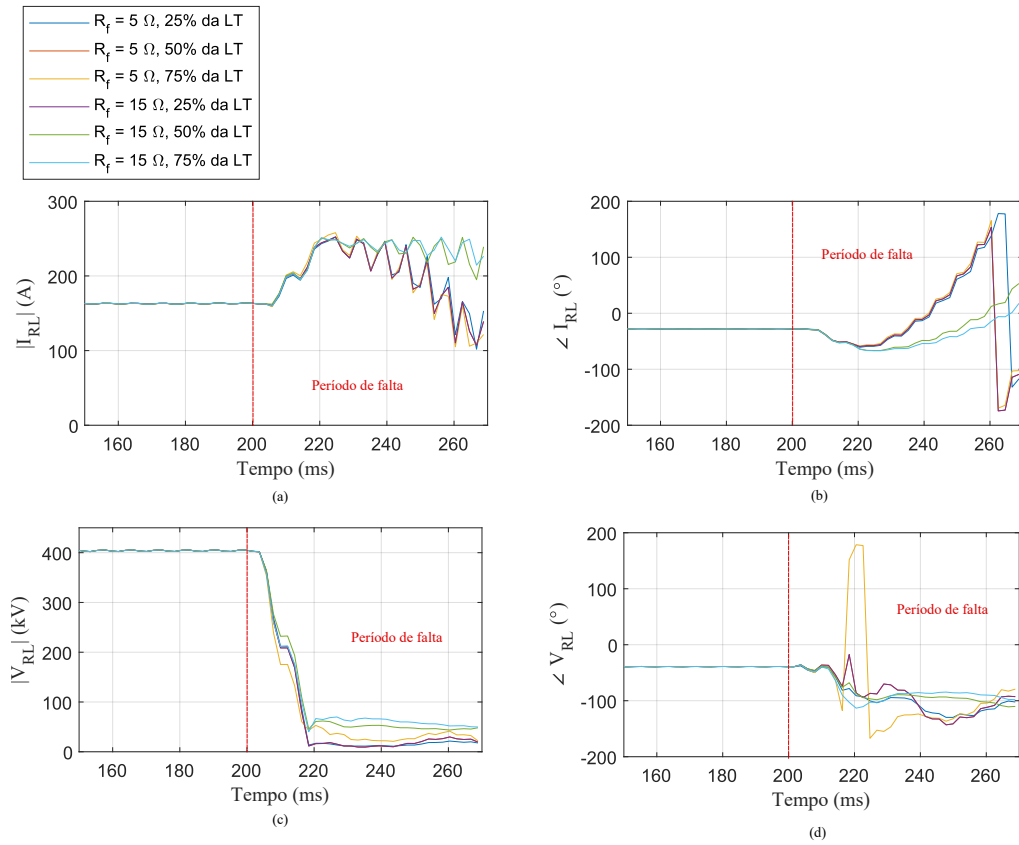 R_f = 5 Ω, 25% da LT
R_f = 5 Ω, 50% da LT
R_f = 5 Ω, 75% da LT
R_f = 15 Ω, 25% da LT
R_f = 15 Ω, 50% da LT
R_f = 15 Ω, 75% da LT
300
200
100
0
|I_RL| (A)
Período de falta
160 180 200 220 240 260
Tempo (ms)
(a)
200
100
0
-100
-200
∠ I_RL (°)
Período de falta
160 180 200 220 240 260
Tempo (ms)
(b)
400
300
200
100
0
|V_RL| (kV)
Período de falta
160 180 200 220 240 260
Tempo (ms)
(c)
200
100
0
-100
-200
∠ V_RL (°)
Período de falta
160 180 200 220 240 260
Tempo (ms)
(d)